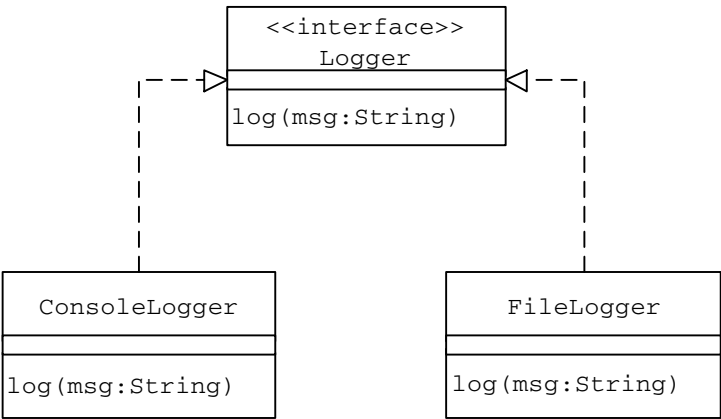 <<interface>>
Logger
log(msg:String)
ConsoleLogger
log(msg:String)
FileLogger
log(msg:String)